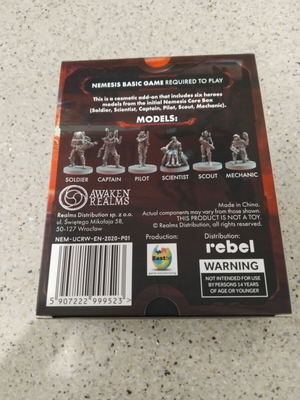 NEMESIS BASIC GAME REQUIRED TO PLAY
This is a cosmetic add-on that includes six heroes
models from the initial Nemesis Core Box
(Soldier, Scientist, Captain, Pilot, Scout, Mechanic).
MODELS:
SOLDIER CAPTAIN PILOT SCIENTIST SCOUT MECHANIC
AWAKEN
REALMS
Realms Distribution sp. z o.o.
ul. Świętego Mikołaja 58,
50-127 Wrocław
NEM-UCRW-EN-2020-P01
5 907222 999523 >
Made in China.
Actual components may vary from those shown.
THIS PRODUCT IS NOT A TOY.
© Realms Distribution, all rights reserved.
Production:
Distribution:
rebel
WARNING
NOT INTENDED FOR
USE BY PERSONS 14 YEARS
OF AGE OR YOUNGER